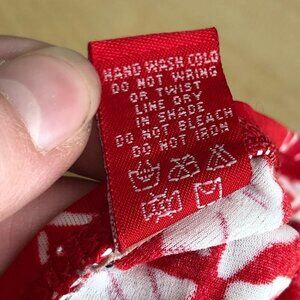 HAND WASH COLD
DO NOT WRING
OR TWIST
LINE DRY
IN SHADE
DO NOT BLEACH
DO NOT IRON